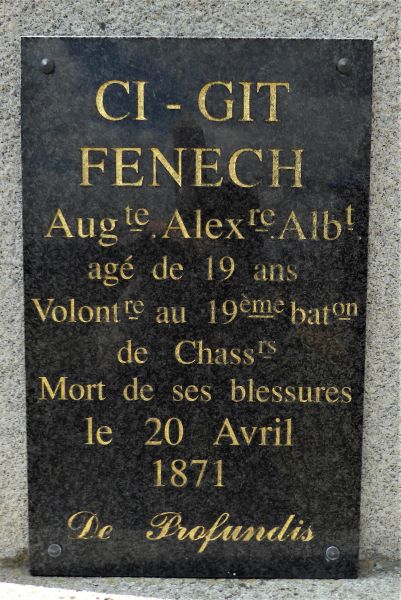 CI - GIT
FENECH
Augte. Alexre. Albt
agé de 19 ans
Volontre au 19ème baton
de Chassrs
Mort de ses blessures
le 20 Avril
1871
De Profundis